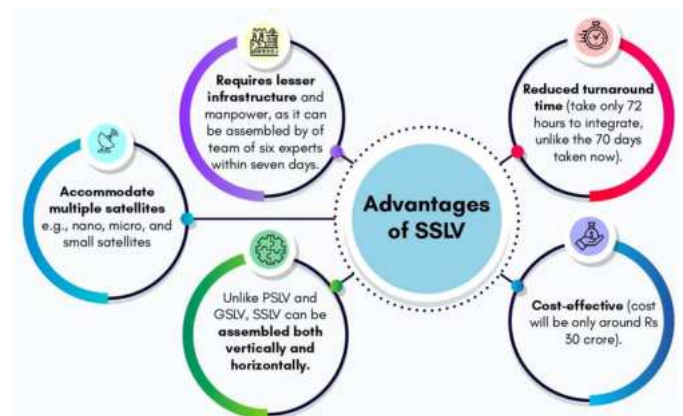 Requires lesser
infrastructure and
manpower, as it can
be assembled by of
team of six experts
within seven days.
Reduced turnaround
time (take only 72
hours to integrate,
unlike the 70 days
taken now).
Accommodate
multiple satellites
e.g., nano, micro, and
small satellites
Advantages
of SSLV
Unlike PSLV and
GSLV, SSLV can be
assembled both
vertically and
horizontally.
Cost-effective (cost
will be only around Rs
30 crore).